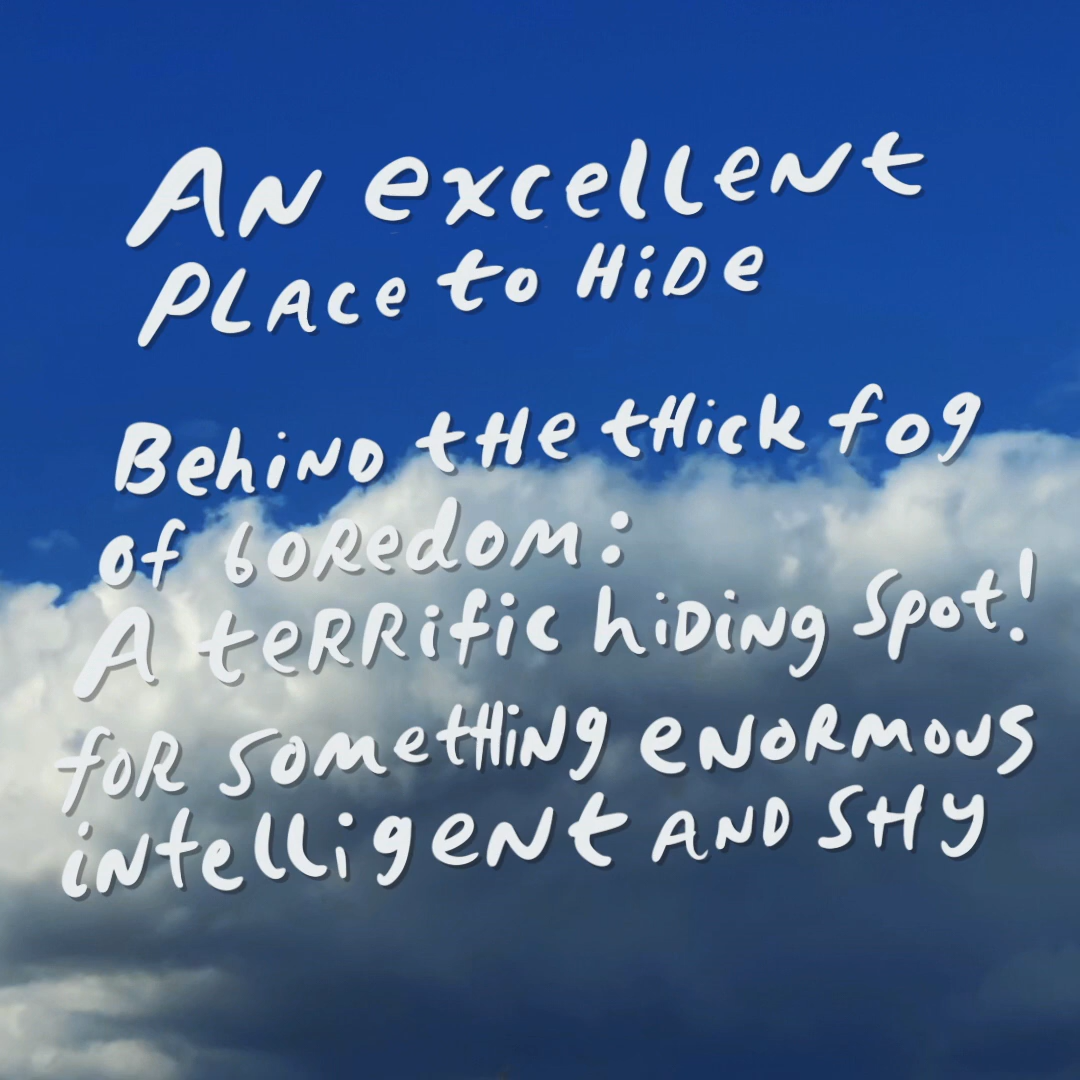 An excellent
Place to Hide
Behind the thick fog
of boredom:
A terrific hiding spot!
for something enormous
intelligent and shy